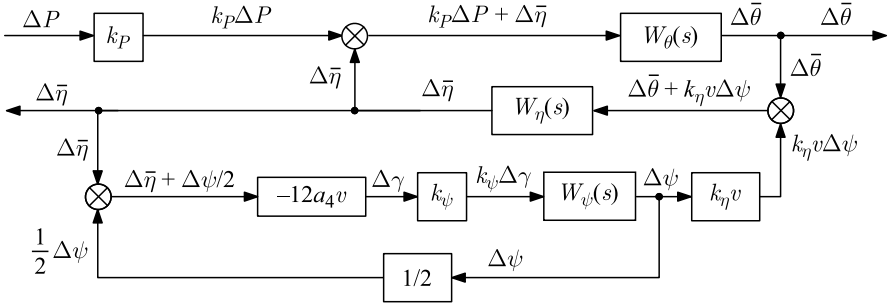 ΔP
k_P
k_PΔP
k_PΔP + Δη̄
W_θ(s)
Δθ̄
Δθ̄
Δη̄
Δθ̄
Δη̄
Δη̄
W_η(s)
Δθ̄ + k_ηvΔψ
Δη̄
k_ηvΔψ
Δη̄ + Δψ/2
–12a₄v
Δγ
k_ψ
k_ψΔγ
W_ψ(s)
Δψ
k_ηv
1/2 Δψ
1/2
Δψ